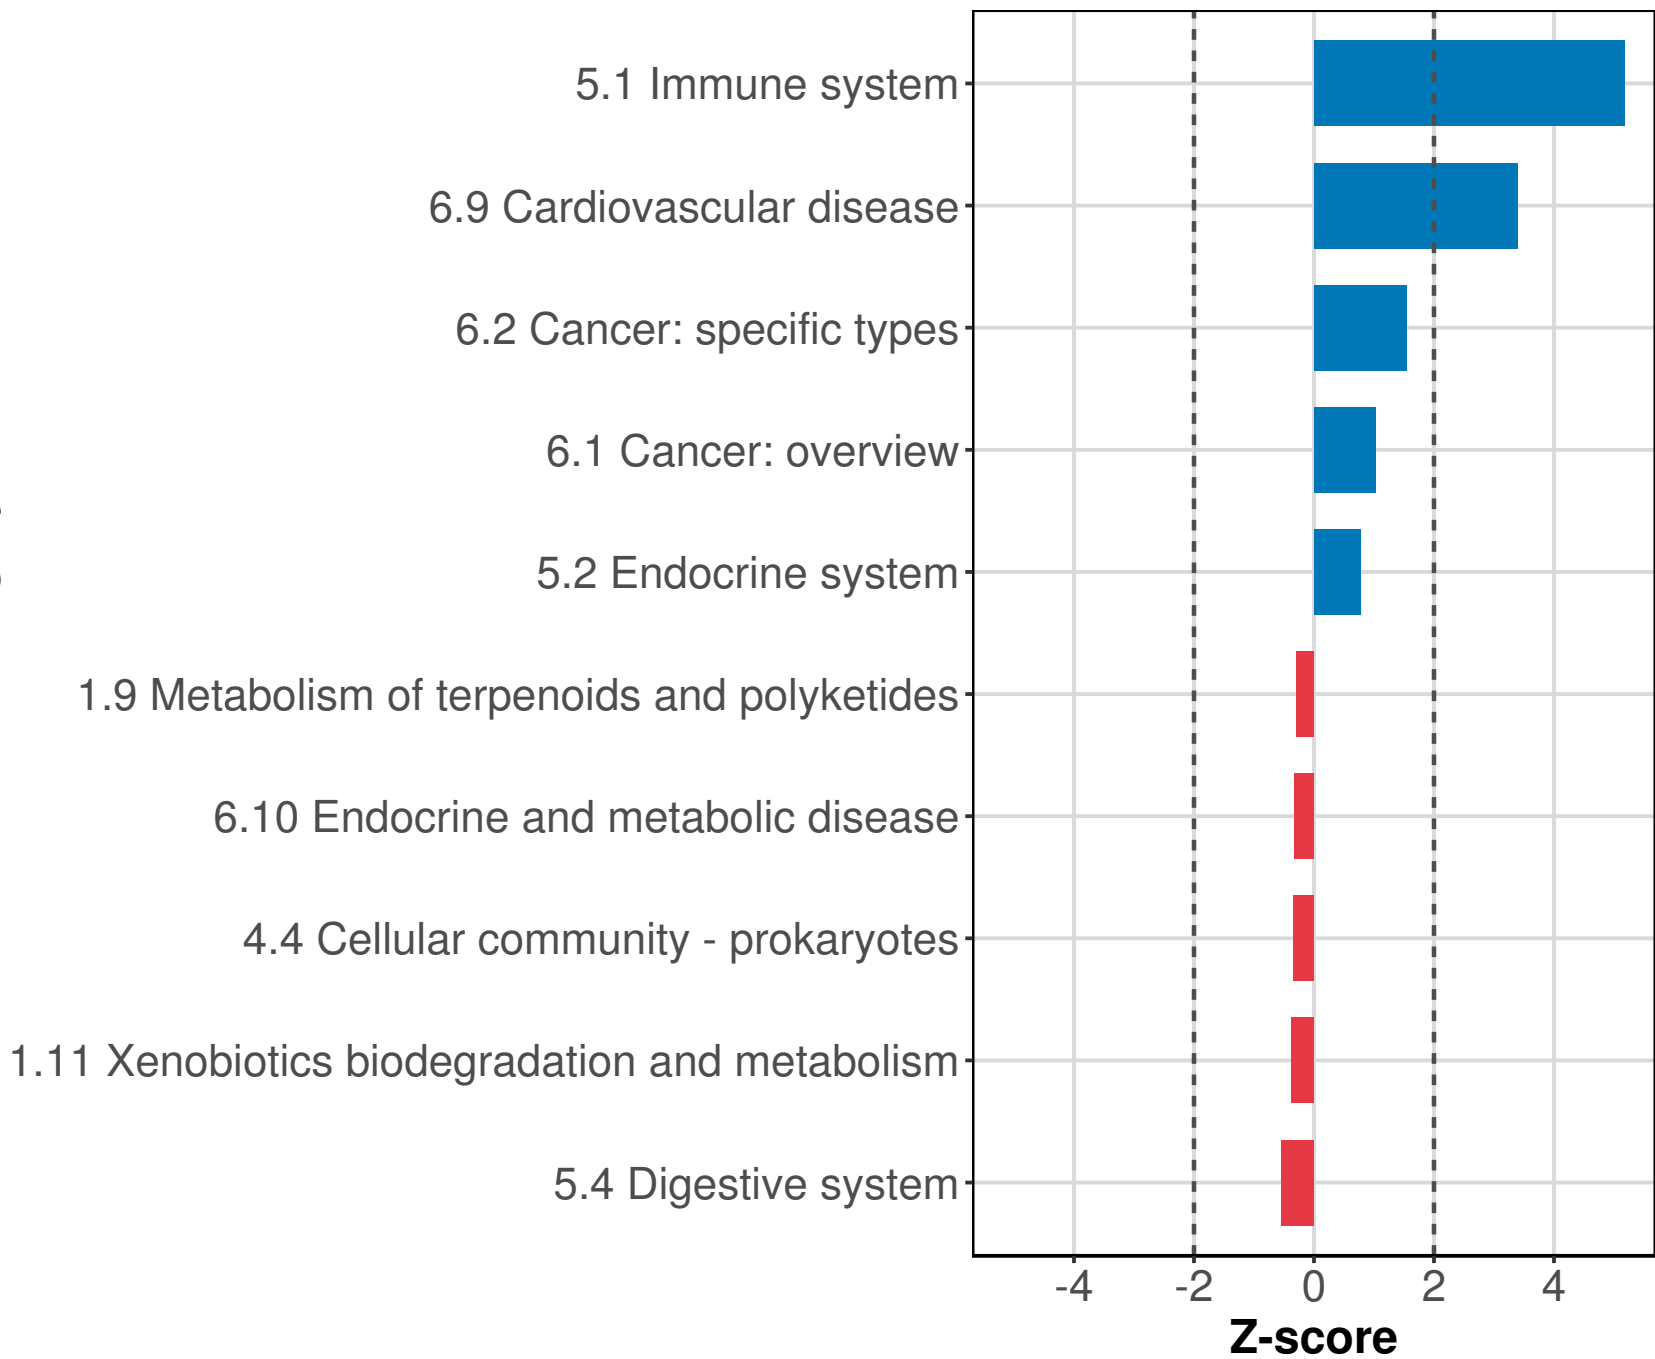 5.1 Immune system
6.9 Cardiovascular disease
6.2 Cancer: specific types
6.1 Cancer: overview
5.2 Endocrine system
1.9 Metabolism of terpenoids and polyketides
6.10 Endocrine and metabolic disease
4.4 Cellular community - prokaryotes
1.11 Xenobiotics biodegradation and metabolism
5.4 Digestive system
-4 -2 0 2 4
Z-score